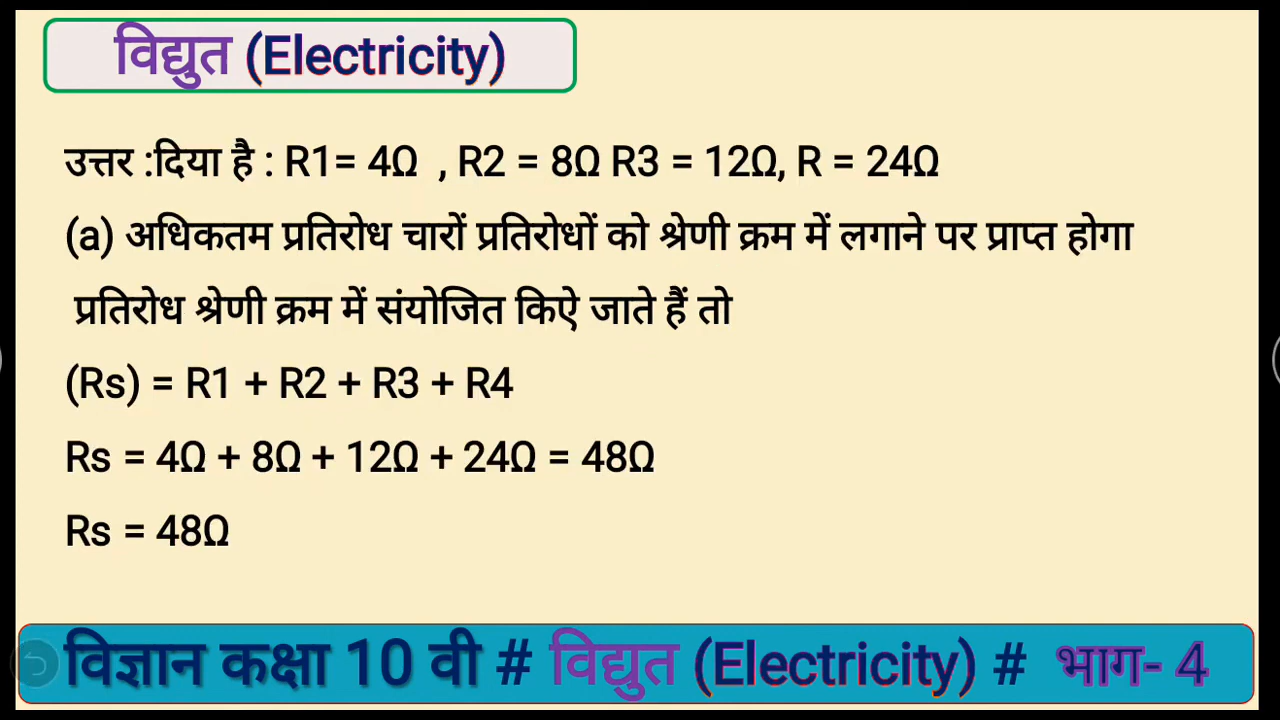 विद्युत (Electricity)
उत्तर :दिया है : R1= 4Ω , R2 = 8Ω R3 = 12Ω, R = 24Ω
(a) अधिकतम प्रतिरोध चारों प्रतिरोधों को श्रेणी क्रम में लगाने पर प्राप्त होगा
प्रतिरोध श्रेणी क्रम में संयोजित किऐ जाते हैं तो
(Rs) = R1 + R2 + R3 + R4
Rs = 4Ω + 8Ω + 12Ω + 24Ω = 48Ω
Rs = 48Ω
विज्ञान कक्षा 10 वी # विद्युत (Electricity) # भाग- 4